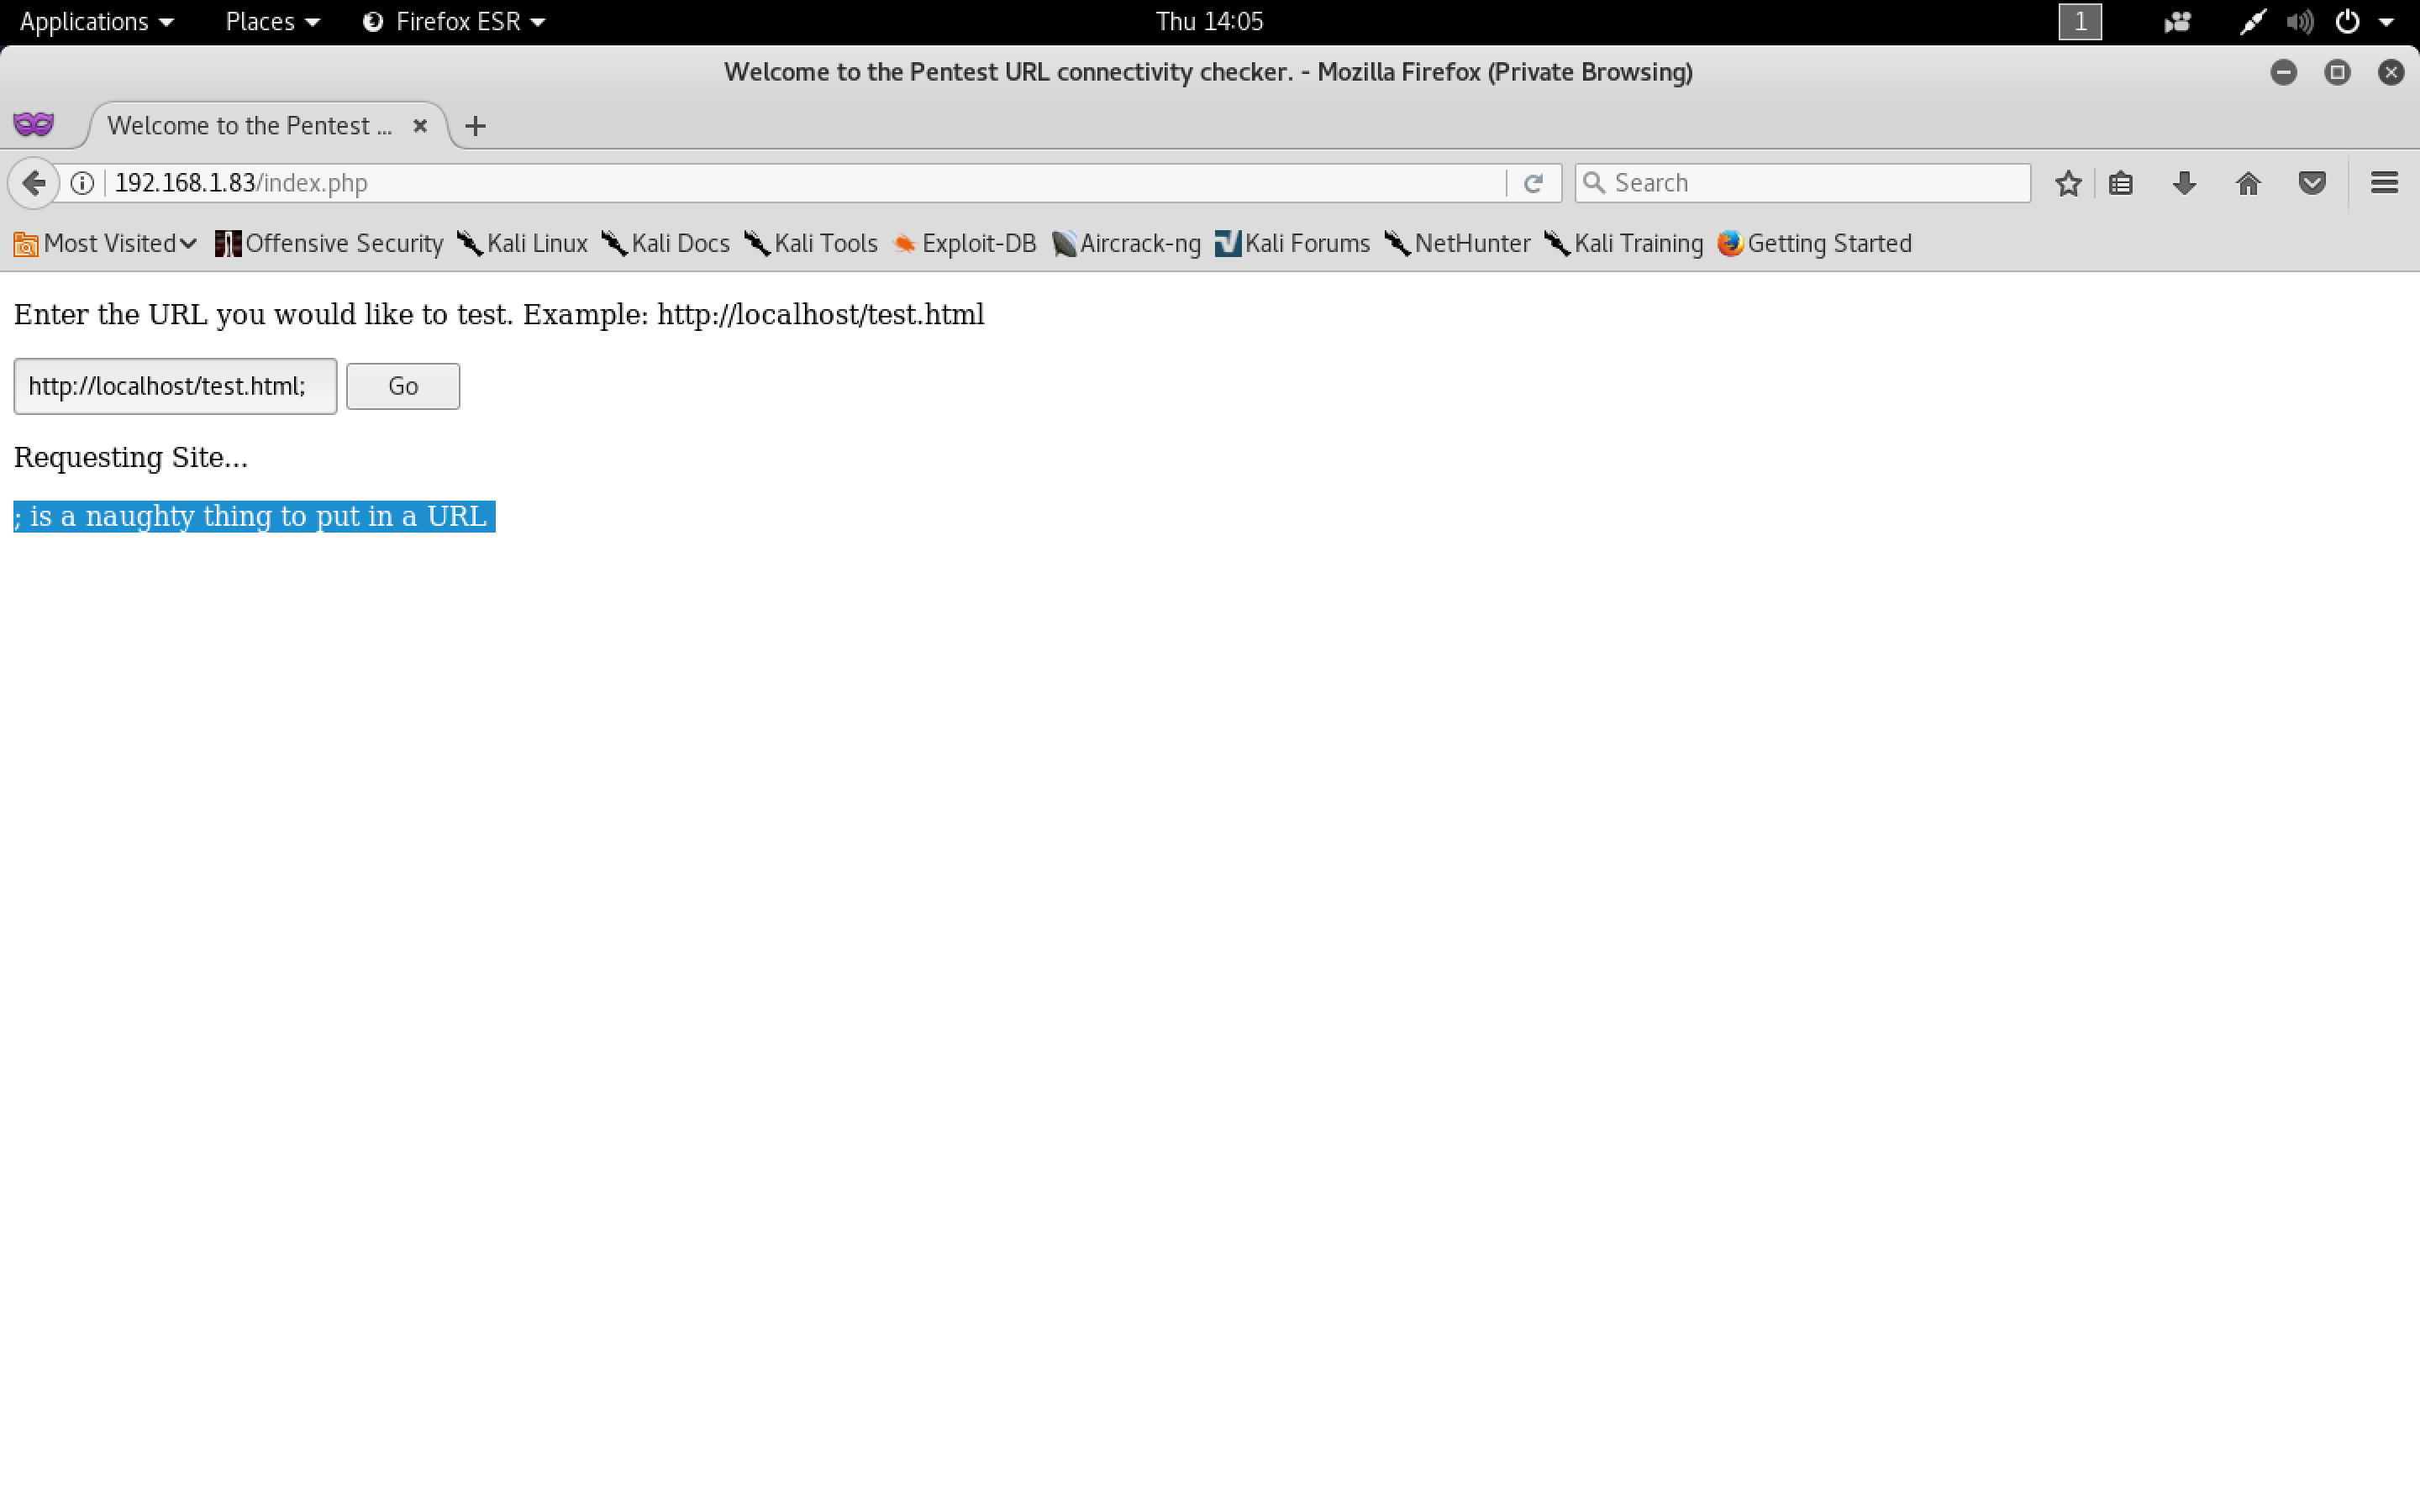 Applications Places Firefox ESR Thu 14:05 1
Welcome to the Pentest URL connectivity checker. - Mozilla Firefox (Private Browsing)
Welcome to the Pentest ...
192.168.1.83/index.php Search
Most Visited Offensive Security Kali Linux Kali Docs Kali Tools Exploit-DB Aircrack-ng Kali Forums NetHunter Kali Training Getting Started
Enter the URL you would like to test. Example: http://localhost/test.html
http://localhost/test.html; Go
Requesting Site...
; is a naughty thing to put in a URL